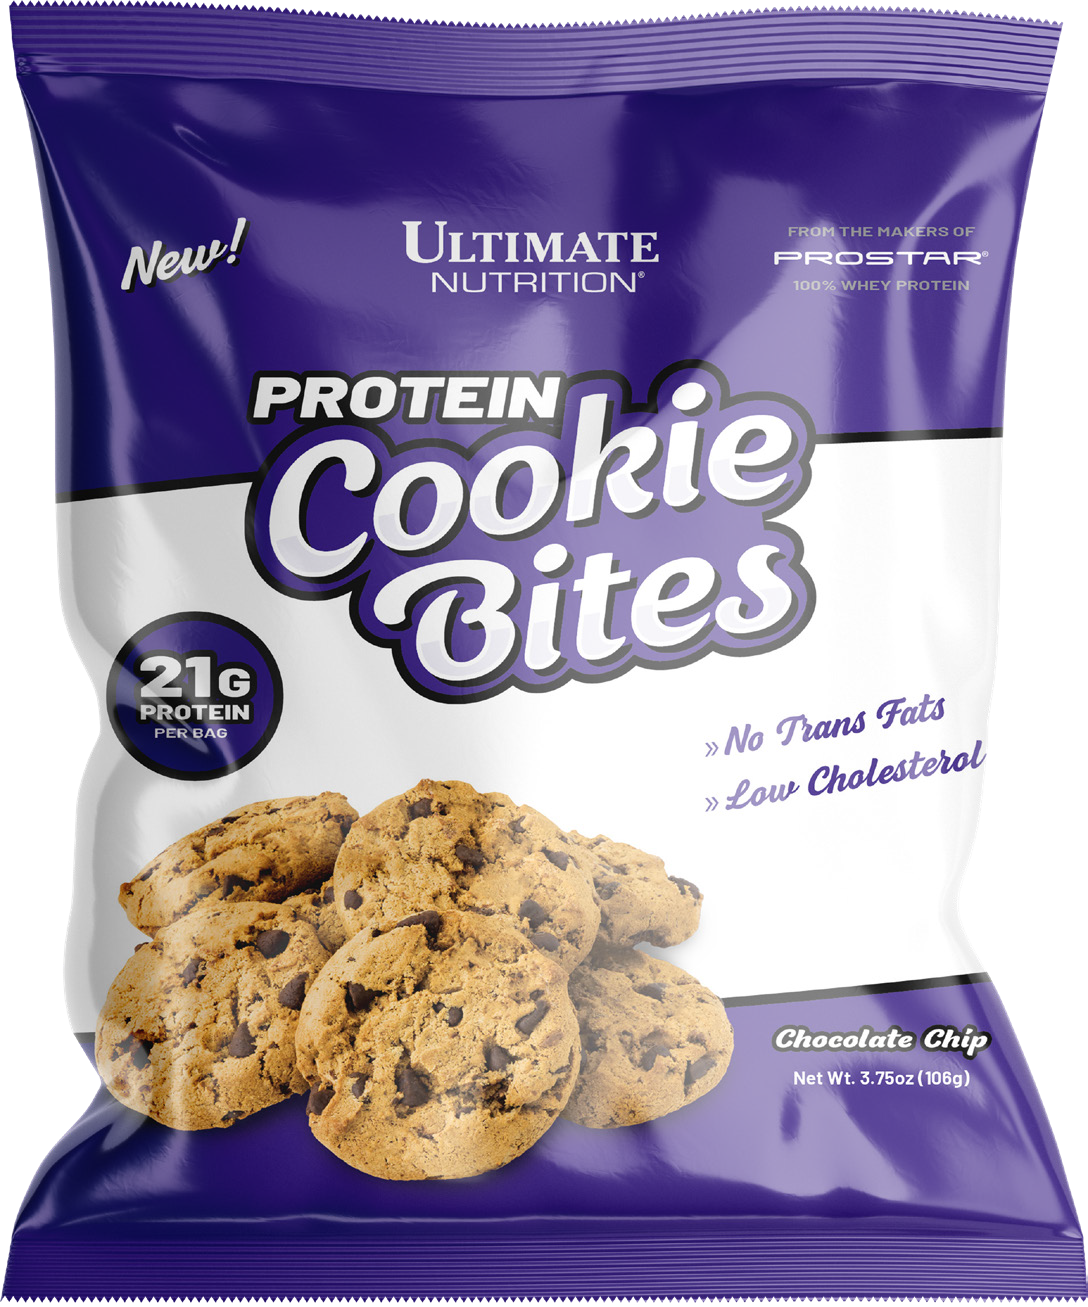 New!
ULTIMATE
NUTRITION®
FROM THE MAKERS OF
PROSTAR®
100% WHEY PROTEIN
PROTEIN
Cookie
Bites
21G
PROTEIN
PER BAG
» No Trans Fats
» Low Cholesterol
Chocolate Chip
Net Wt. 3.75oz (106g)